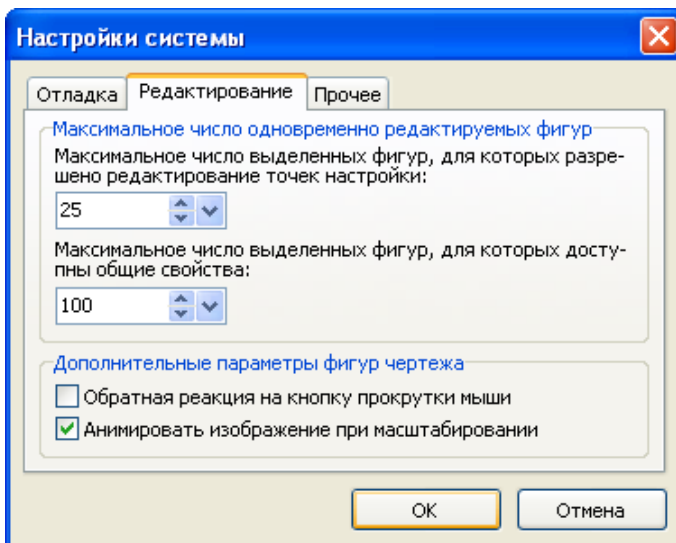 Настройки системы
Отладка Редактирование Прочее
Максимальное число одновременно редактируемых фигур
Максимальное число выделенных фигур, для которых разре-
шено редактирование точек настройки:
25
Максимальное число выделенных фигур, для которых досту-
пны общие свойства:
100
Дополнительные параметры фигур чертежа
Обратная реакция на кнопку прокрутки мыши
Анимировать изображение при масштабировании
OK Отмена